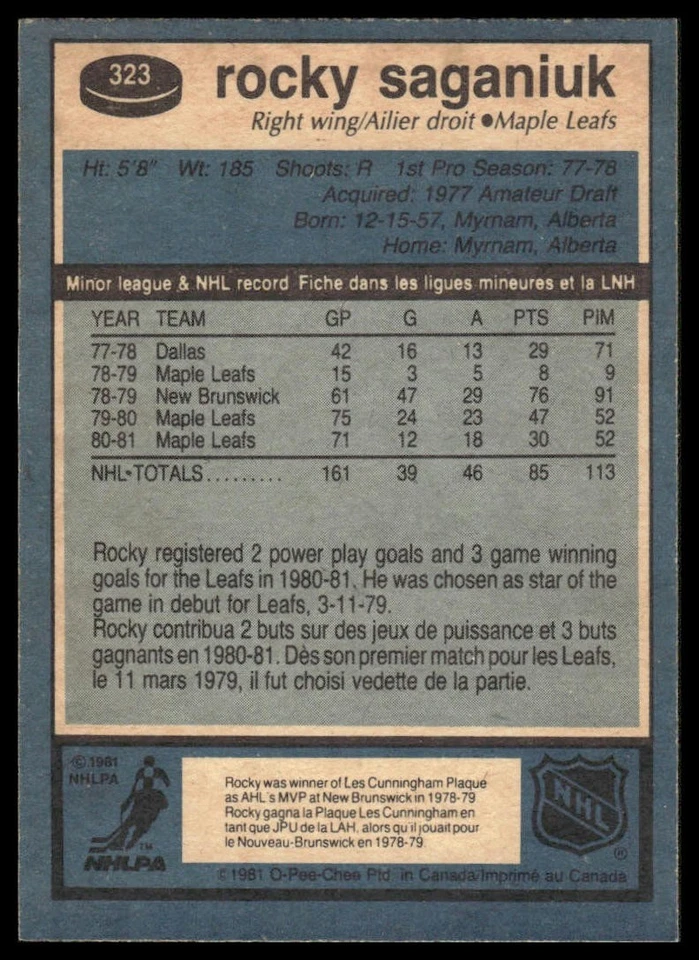 323
rocky saganiuk
Right wing/Ailier droit ●Maple Leafs
Ht: 5'8" Wt: 185 Shoots: R 1st Pro Season: 77-78
Acquired: 1977 Amateur Draft
Born: 12-15-57, Myrnam, Alberta
Home: Myrnam, Alberta
Minor league & NHL record Fiche dans les ligues mineures et la LNH
YEAR TEAM GP G A PTS PIM
77-78 Dallas 42 16 13 29 71
78-79 Maple Leafs 15 3 5 8 9
78-79 New Brunswick 61 47 29 76 91
79-80 Maple Leafs 75 24 23 47 52
80-81 Maple Leafs 71 12 18 30 52
NHL•TOTALS......... 161 39 46 85 113
Rocky registered 2 power play goals and 3 game winning
goals for the Leafs in 1980-81. He was chosen as star of the
game in debut for Leafs, 3-11-79.
Rocky contribua 2 buts sur des jeux de puissance et 3 buts
gagnants en 1980-81. Dès son premier match pour les Leafs,
le 11 mars 1979, il fut choisi vedette de la partie.
© 1981
NHLPA
TM
NHLPA
Rocky was winner of Les Cunningham Plaque
as AHL's MVP at New Brunswick in 1978-79
Rocky gagna la Plaque Les Cunningham en
tant que JPU de la LAH, alors qu'il jouait pour
le Nouveau-Brunswick en 1978-79
NHL
®
© 1981 O-Pee-Chee Ptd in Canada/Imprimé au Canada